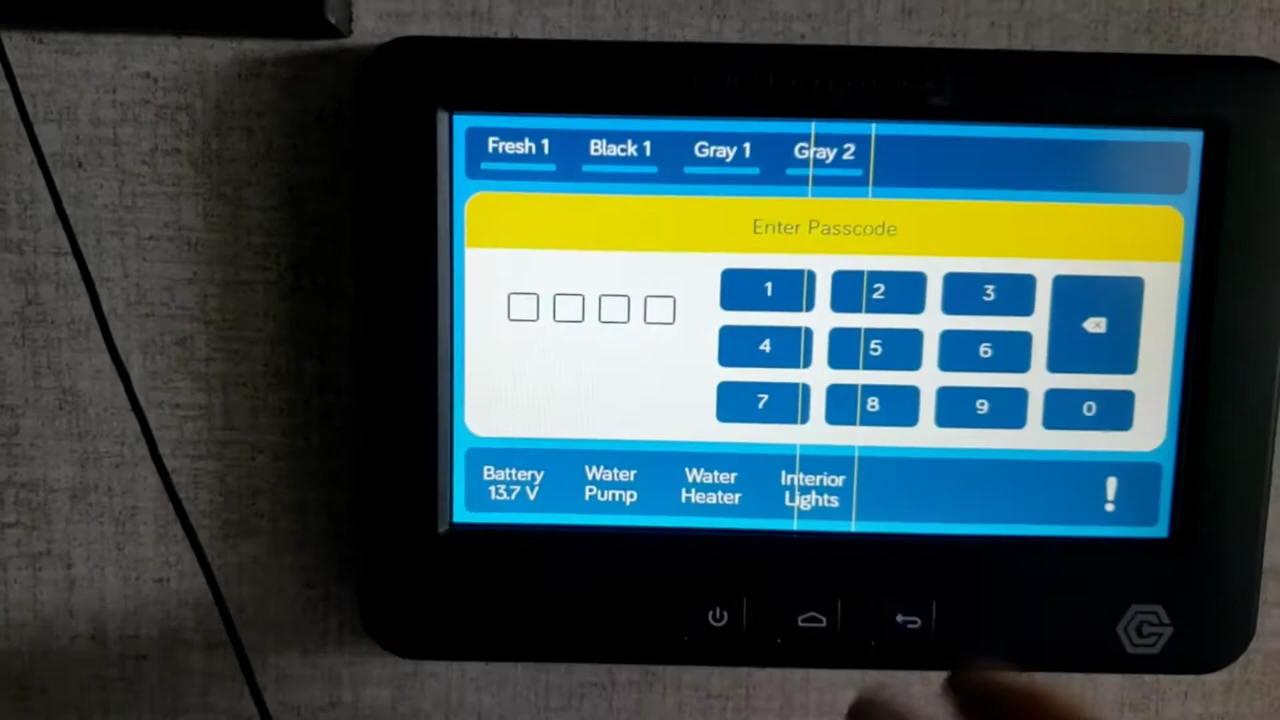 Fresh 1 Black 1 Gray 1 Gray 2
Enter Passcode
1 2 3
4 5 6
7 8 9 0
Battery Water Water Interior
13.7 V Pump Heater Lights
!